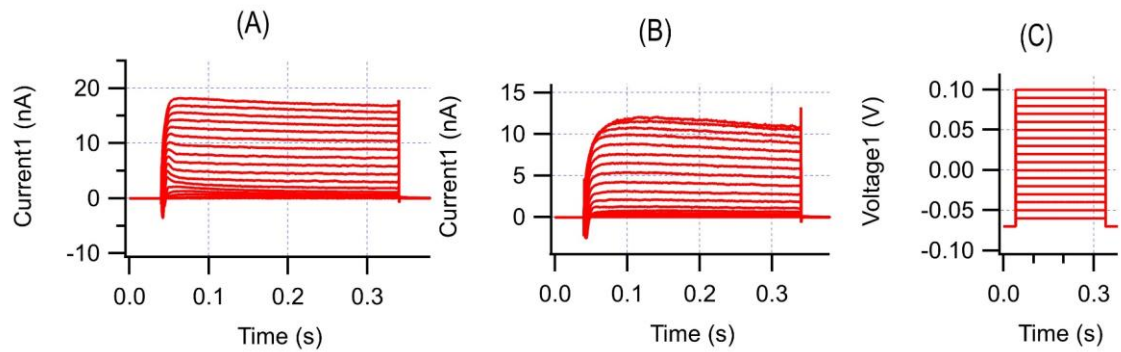 (A)
Current1 (nA)
20
10
0
-10
0.0 0.1 0.2 0.3
Time (s)
(B)
Current1 (nA)
15
10
5
0
0.0 0.1 0.2 0.3
Time (s)
(C)
Voltage1 (V)
0.10
0.05
0.00
-0.05
-0.10
0.0 0.3
Time (s)